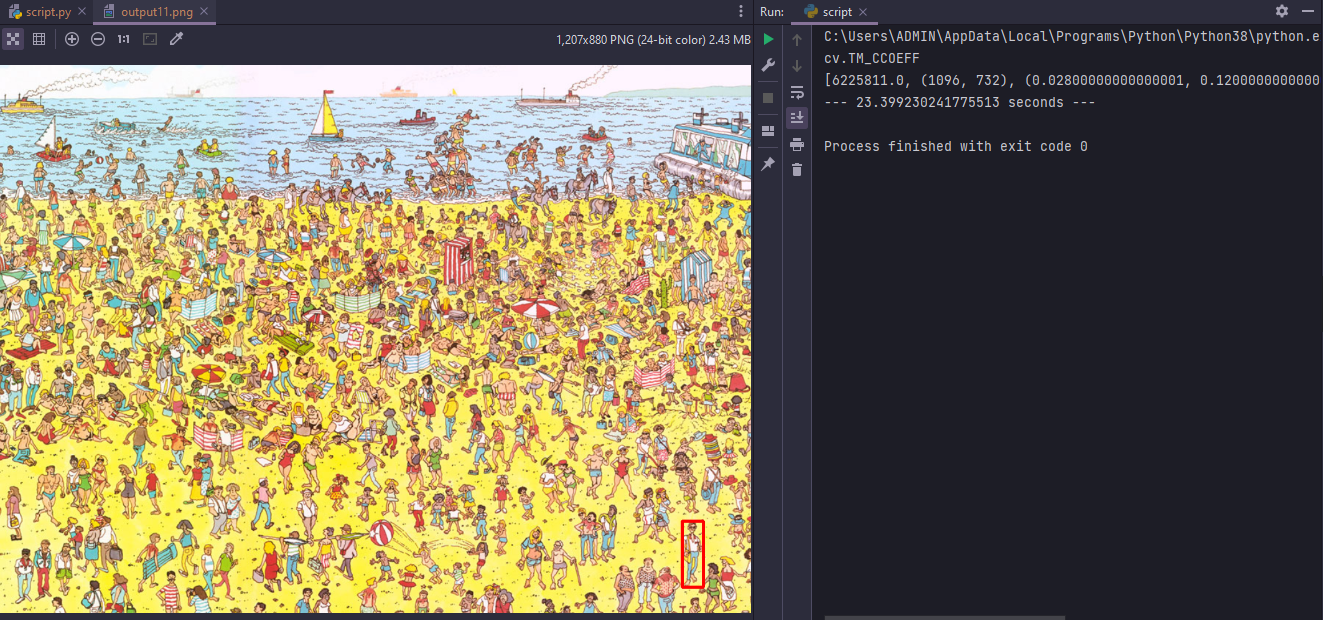 script.py
output11.png
Run:
script
1:1
1,207x880 PNG (24-bit color) 2.43 MB
C:\Users\ADMIN\AppData\Local\Programs\Python\Python38\python.e
cv.TM_CCOEFF
[6225811.0, (1096, 732), (0.02800000000000001, 0.1200000000000
--- 23.399230241775513 seconds ---
Process finished with exit code 0